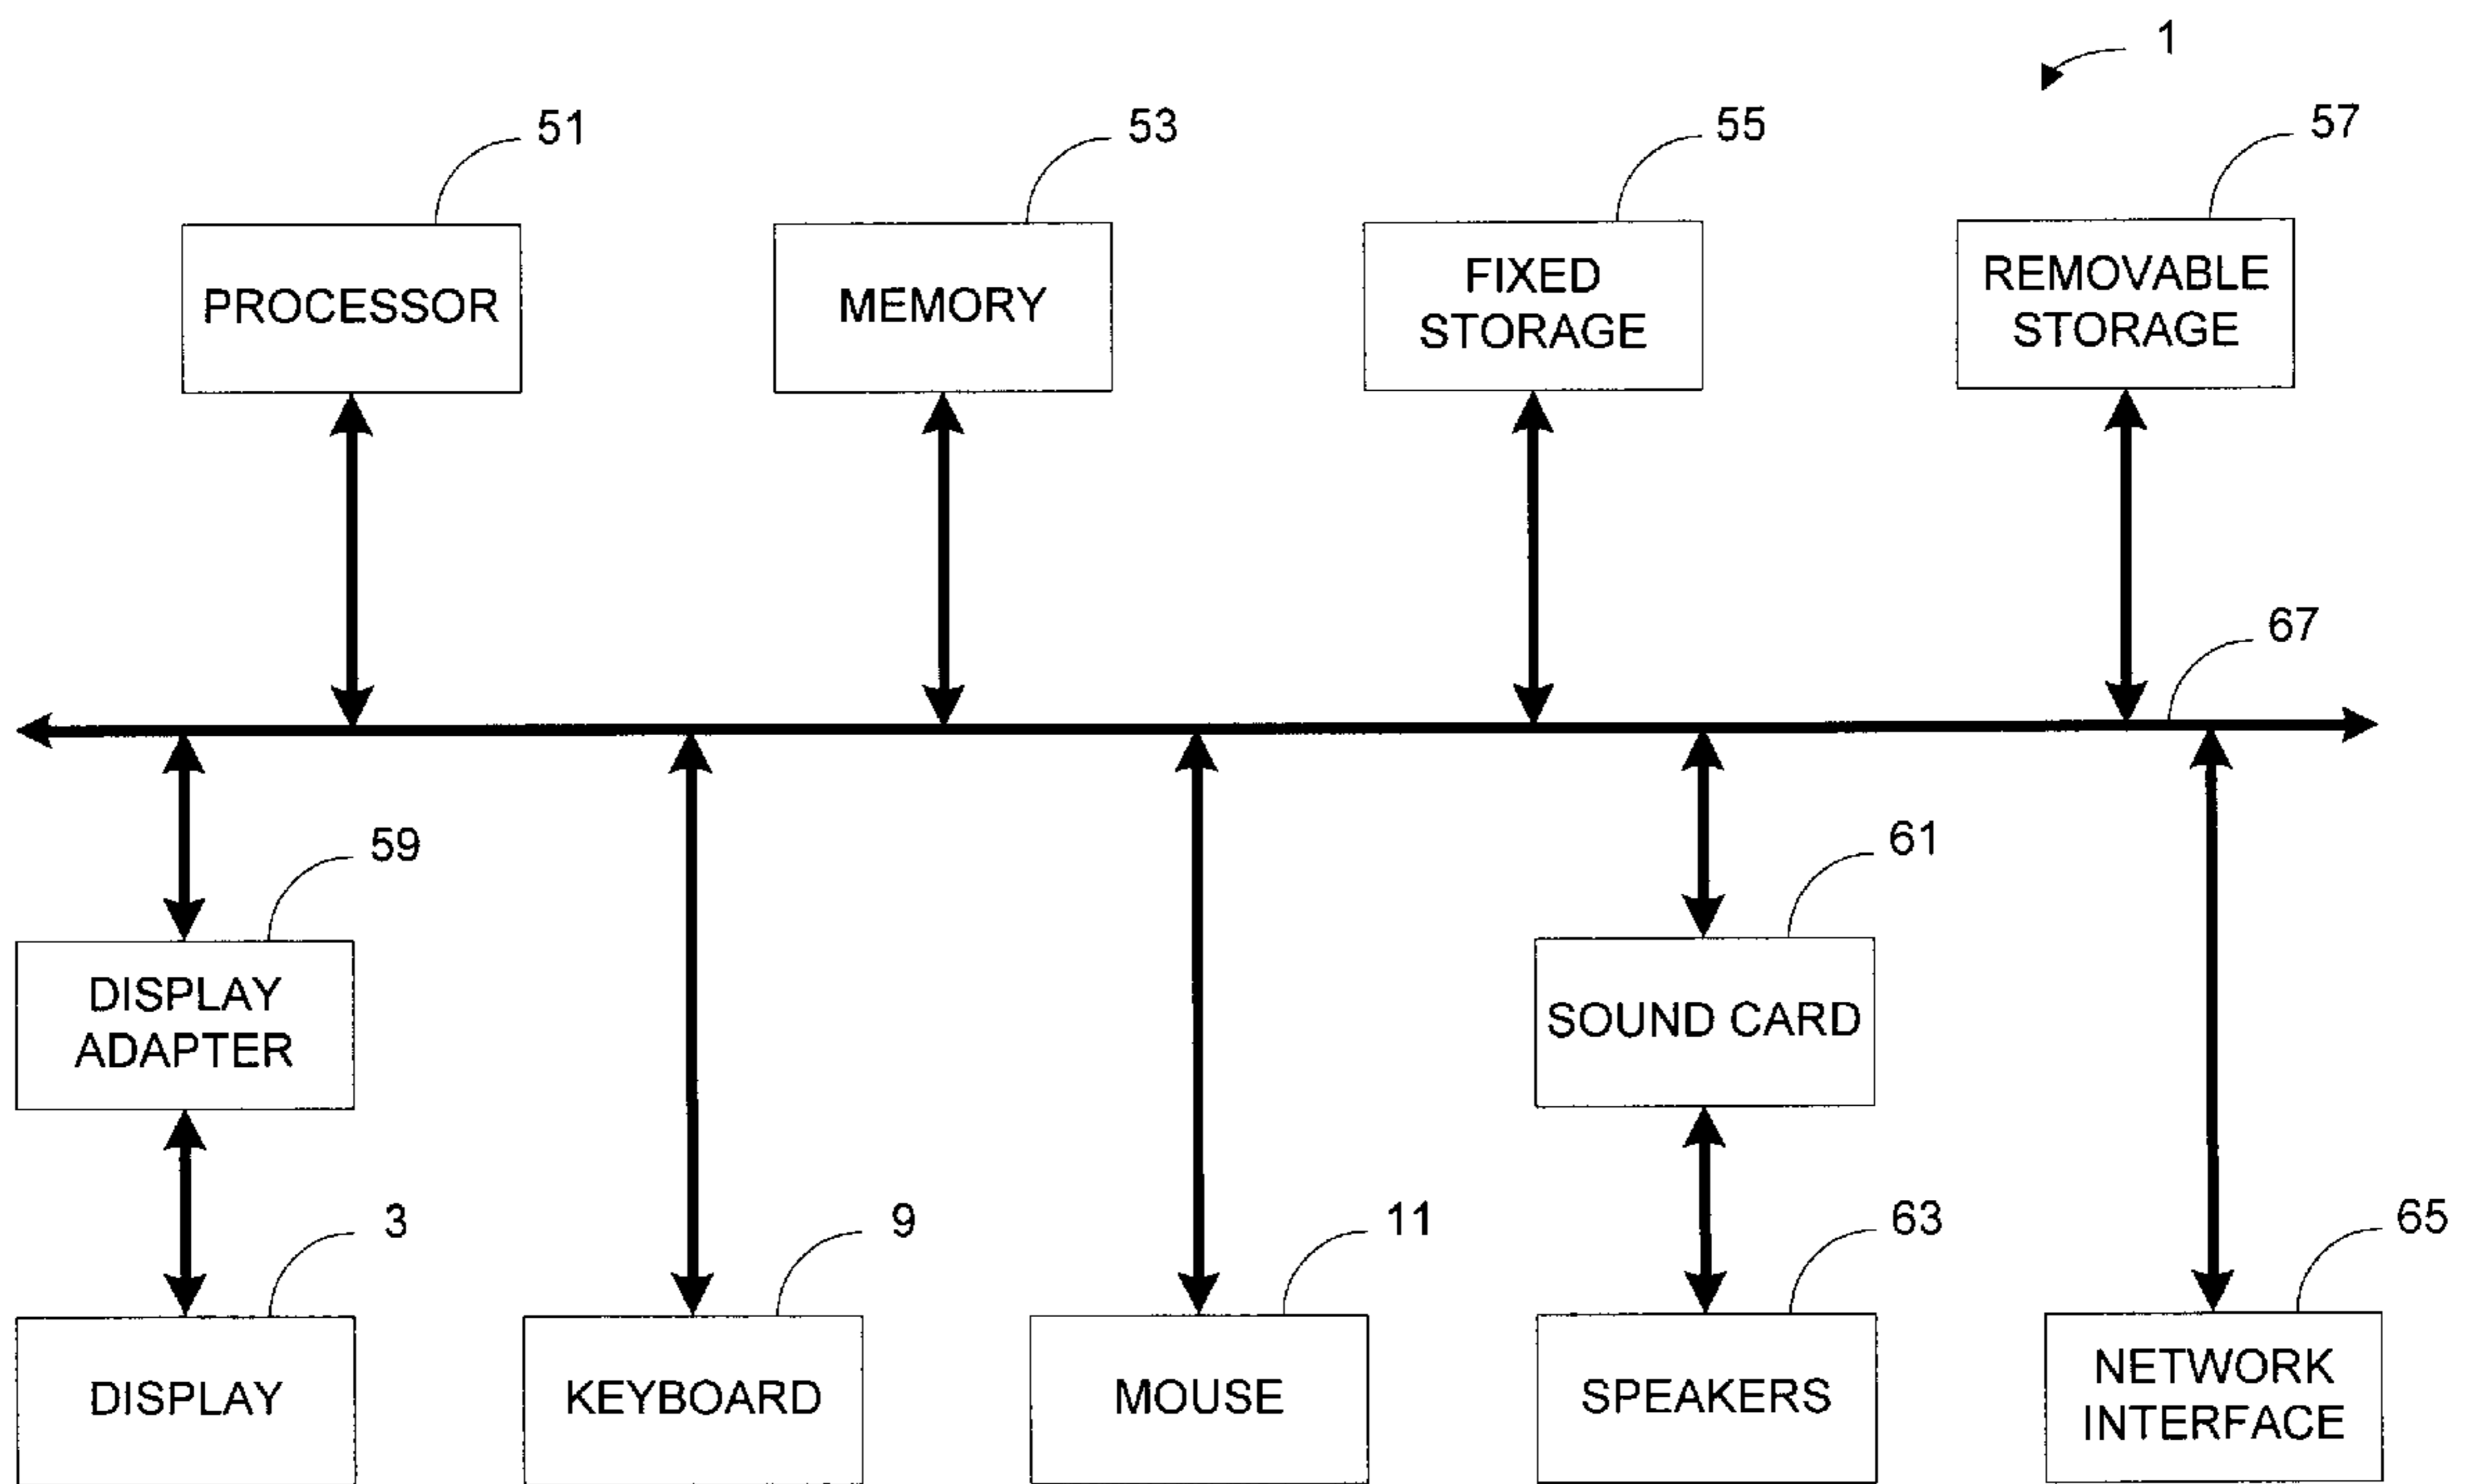 1
51
53
55
57
PROCESSOR
MEMORY
FIXED
STORAGE
REMOVABLE
STORAGE
67
59
61
DISPLAY
ADAPTER
SOUND CARD
3
9
11
63
65
DISPLAY
KEYBOARD
MOUSE
SPEAKERS
NETWORK
INTERFACE